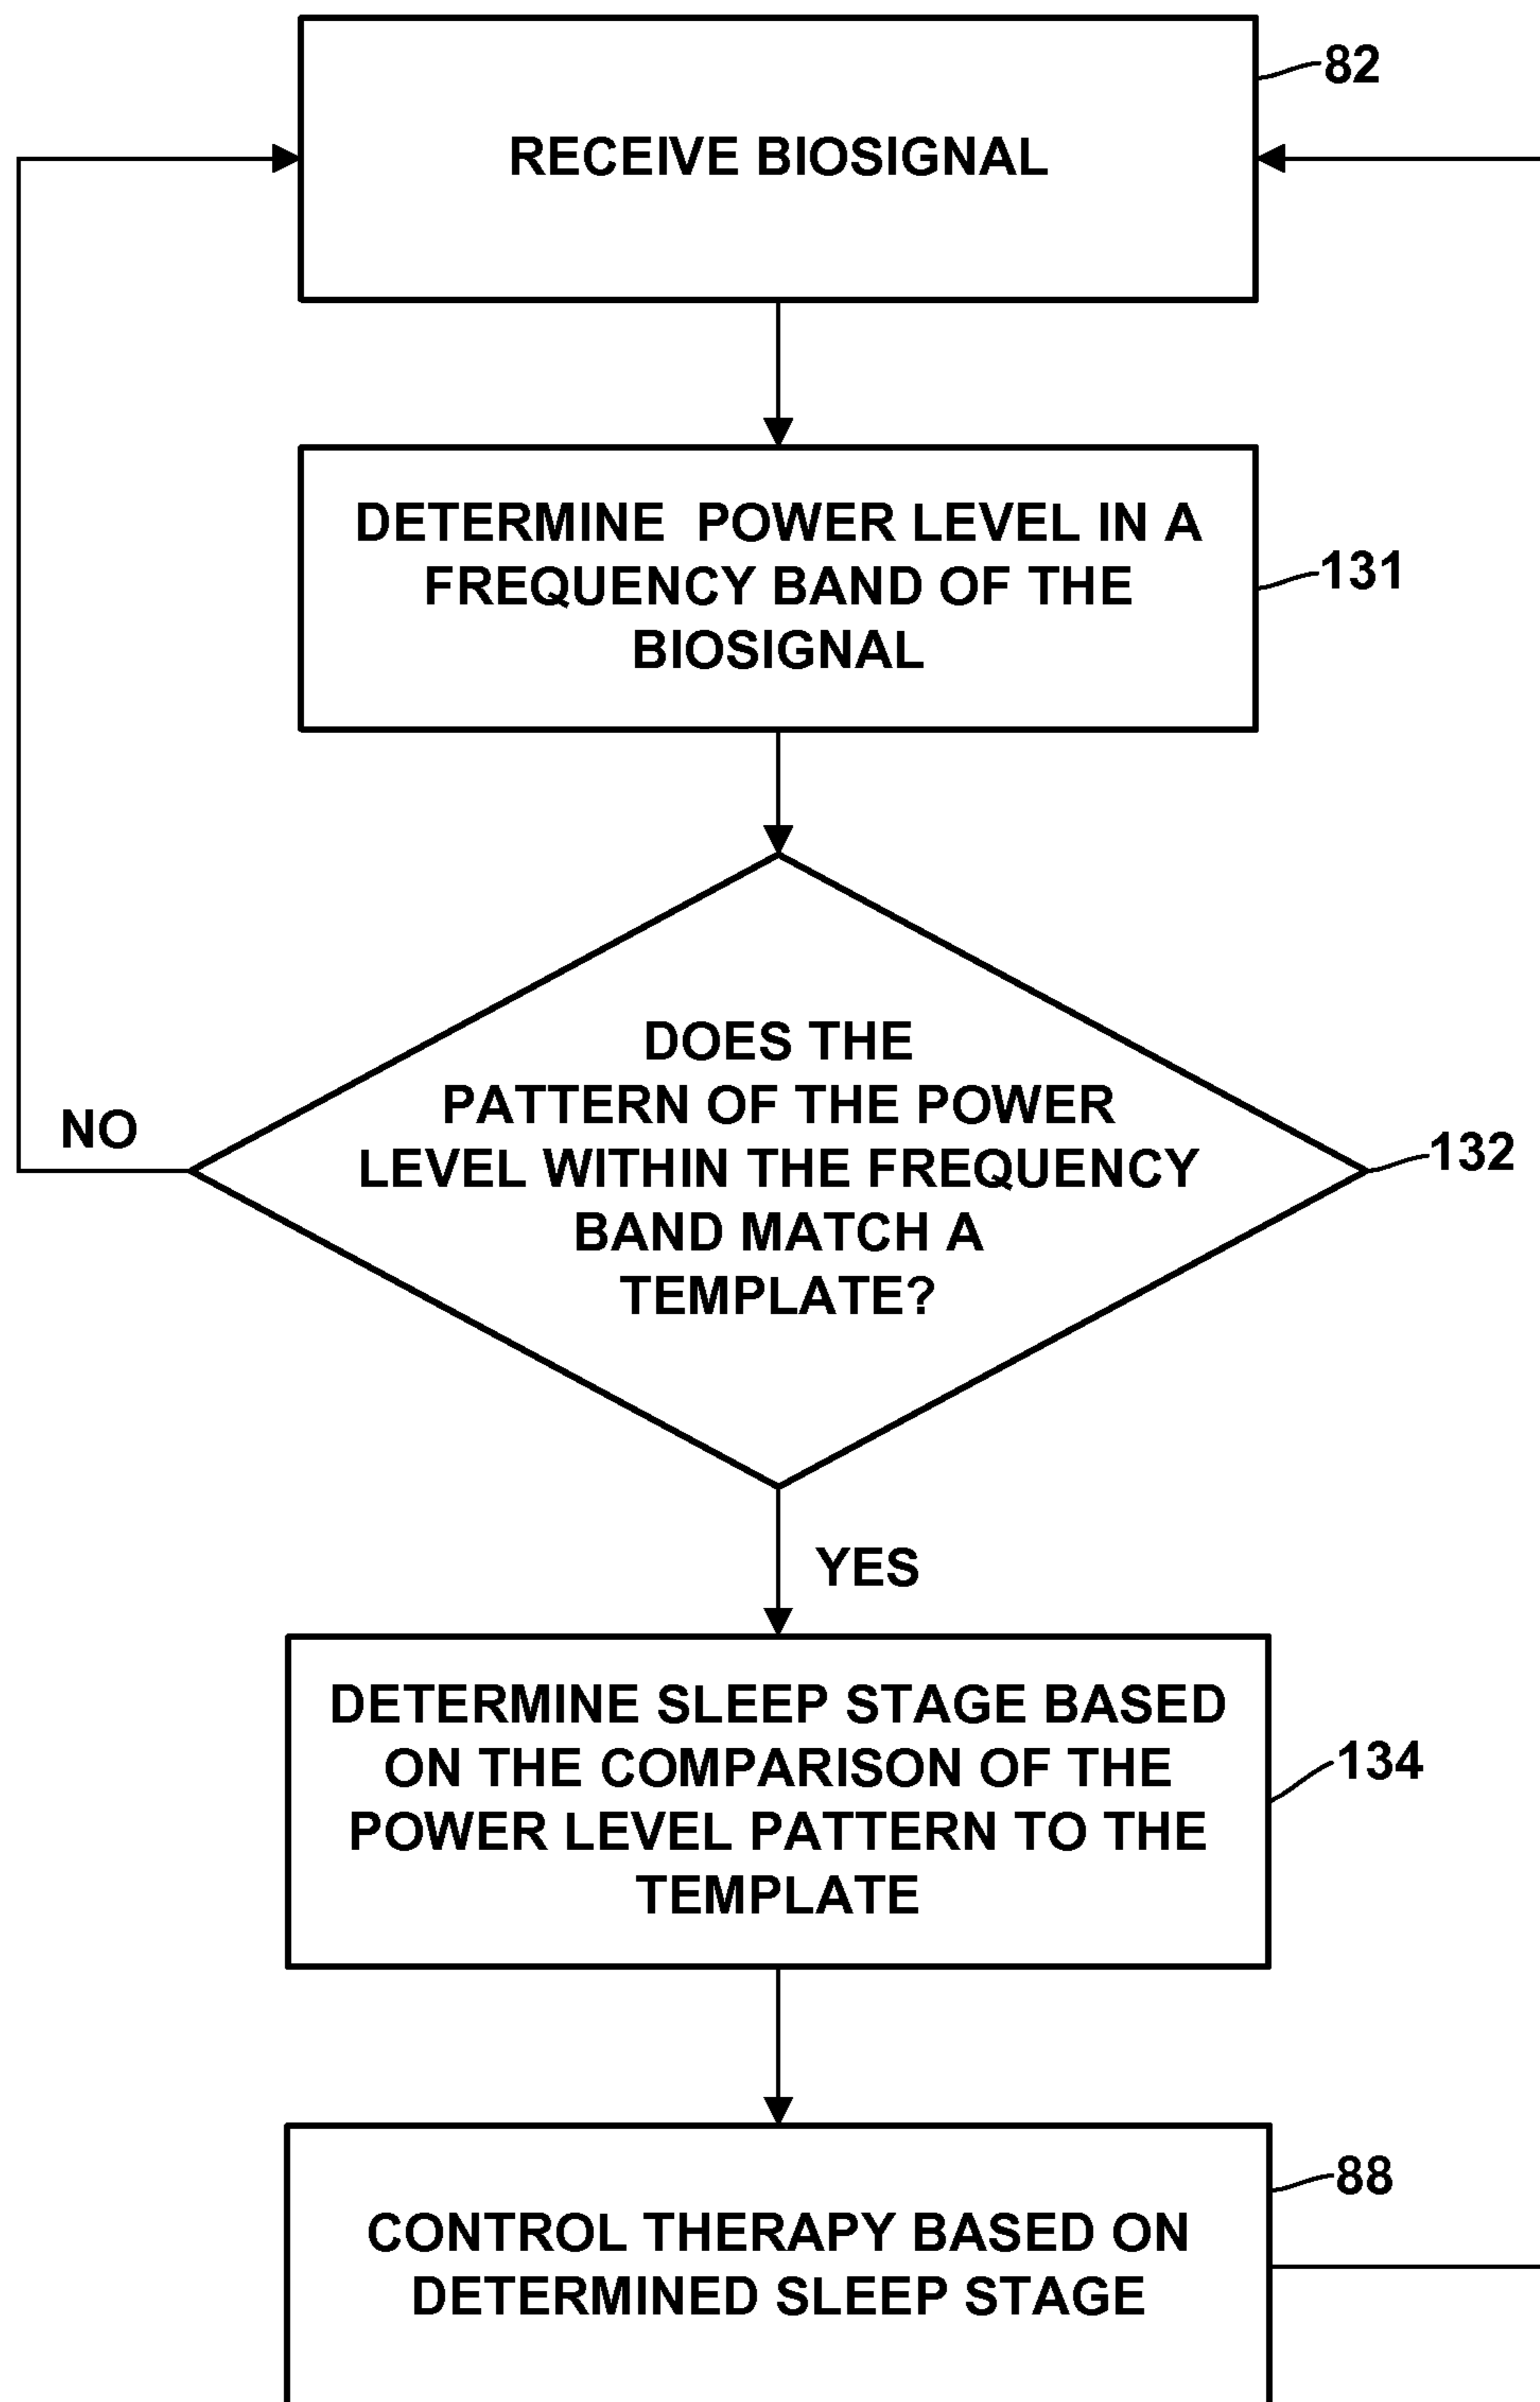 82
RECEIVE BIOSIGNAL
DETERMINE POWER LEVEL IN A
FREQUENCY BAND OF THE
BIOSIGNAL
131
DOES THE
PATTERN OF THE POWER
LEVEL WITHIN THE FREQUENCY
BAND MATCH A
TEMPLATE?
NO
132
YES
DETERMINE SLEEP STAGE BASED
ON THE COMPARISON OF THE
POWER LEVEL PATTERN TO THE
TEMPLATE
134
88
CONTROL THERAPY BASED ON
DETERMINED SLEEP STAGE